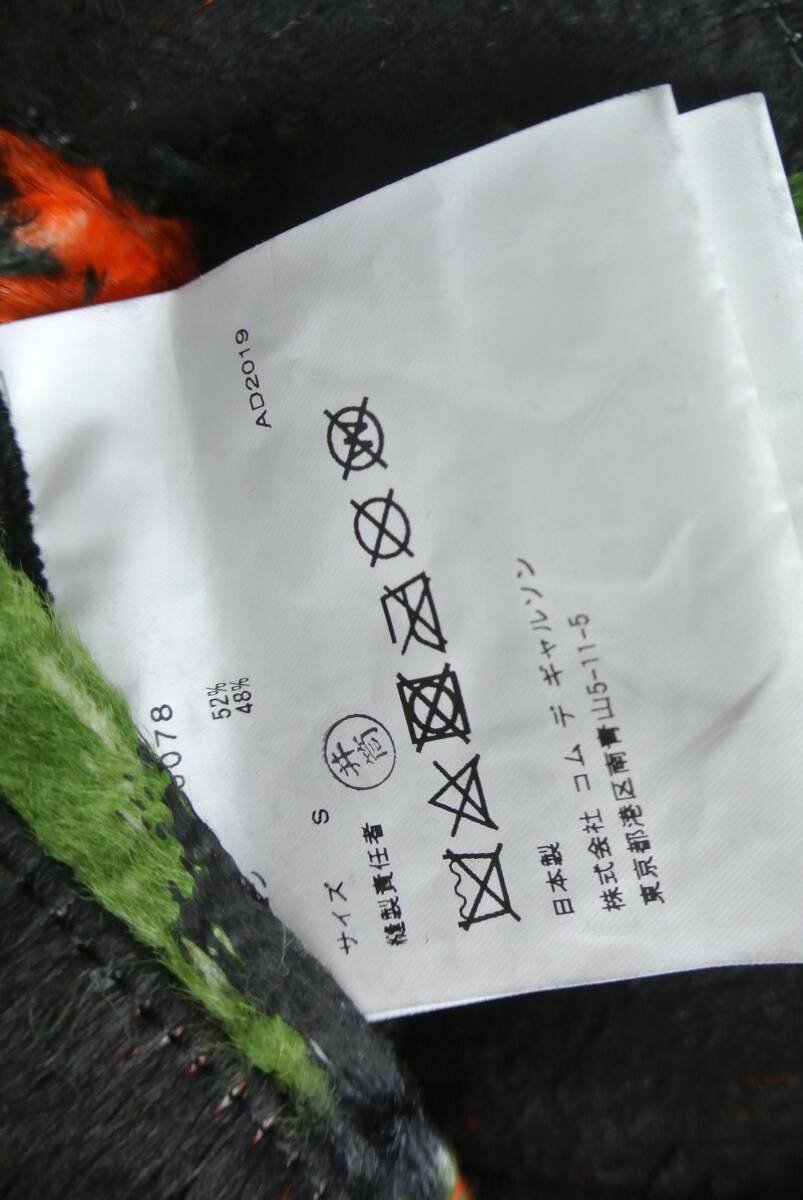 AD2019
078
52%
48%
ン
サイズ S
縫製責任者 井筒
日本製
株式会社 コム デ ギャルソン
東京都港区南青山5-11-5